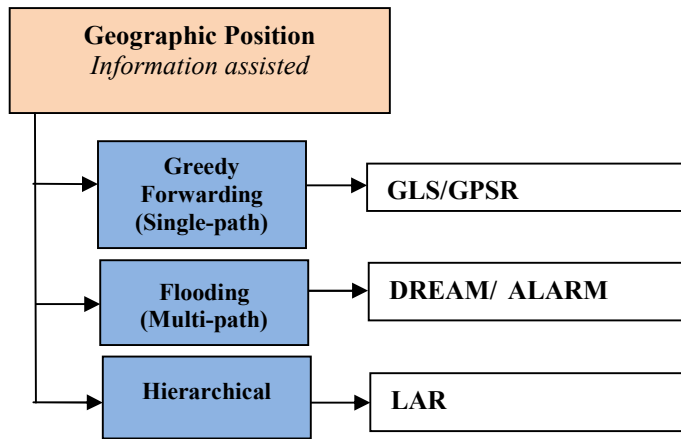 Geographic Position
Information assisted
Greedy
Forwarding
(Single-path)
GLS/GPSR
Flooding
(Multi-path)
DREAM/ ALARM
Hierarchical
LAR